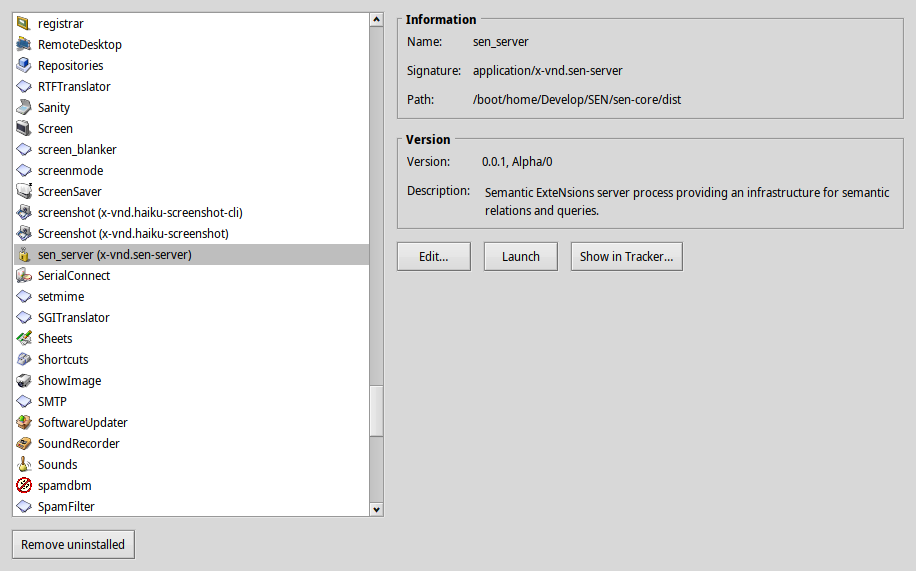 registrar
RemoteDesktop
Repositories
RTFTranslator
Sanity
Screen
screen_blanker
screenmode
ScreenSaver
screenshot (x-vnd.haiku-screenshot-cli)
Screenshot (x-vnd.haiku-screenshot)
sen_server (x-vnd.sen-server)
SerialConnect
setmime
SGITranslator
Sheets
Shortcuts
ShowImage
SMTP
SoftwareUpdater
SoundRecorder
Sounds
spamdbm
SpamFilter
Remove uninstalled
Information
Name: sen_server
Signature: application/x-vnd.sen-server
Path: /boot/home/Develop/SEN/sen-core/dist
Version
Version: 0.0.1, Alpha/0
Description: Semantic ExteNsions server process providing an infrastructure for semantic
relations and queries.
Edit... Launch Show in Tracker...